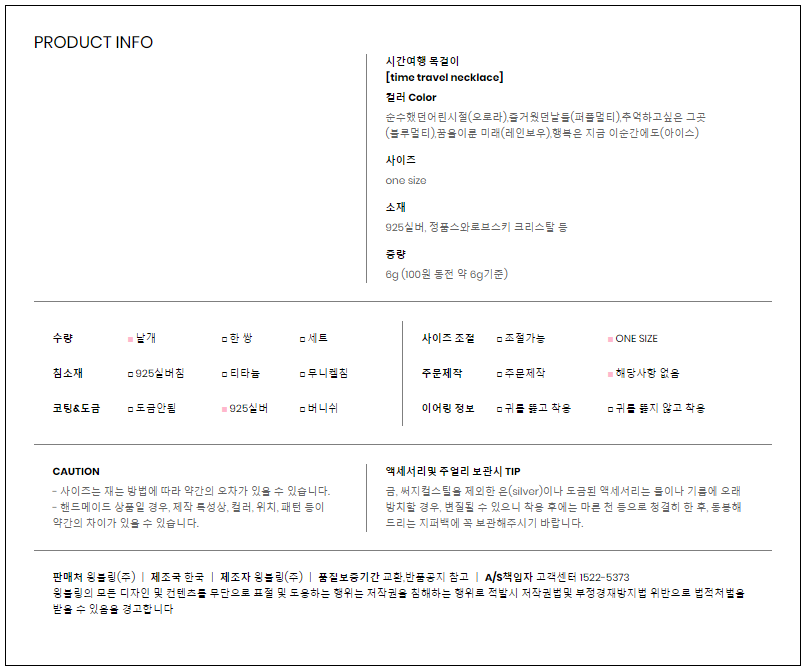 PRODUCT INFO
시간여행 목걸이
[time travel necklace]
컬러 Color
순수했던어린시절(오로라),즐거웠던날들(퍼플멀티),추억하고싶은 그곳
(블루멀티),꿈을이룬 미래(레인보우),행복은 지금 이순간에도(아이스)
사이즈
one size
소재
925실버, 정품스와로브스키 크리스탈 등
중량
6g (100원 동전 약 6g기준)
수량 ■ 낱개 □ 한 쌍 □ 세트
침소재 □ 925실버침 □ 티타늄 □ 무니켈침
코팅&도금 □ 도금안됨 ■ 925실버 □ 버니쉬
사이즈 조절 □ 조절가능 ■ ONE SIZE
주문제작 □ 주문제작 ■ 해당사항 없음
이어링 정보 □ 귀를 뚫고 착용 □ 귀를 뚫지 않고 착용
CAUTION
- 사이즈는 재는 방법에 따라 약간의 오차가 있을 수 있습니다.
- 핸드메이드 상품일 경우, 제작 특성상, 컬러, 위치, 패턴 등이
약간의 차이가 있을 수 있습니다.
액세서리및 주얼리 보관시 TIP
금, 써지컬스틸을 제외한 은(silver)이나 도금된 액세서리는 물이나 기름에 오래
방치할 경우, 변질될 수 있으니 착용 후에는 마른 천 등으로 청결히 한 후, 동봉해
드리는 지퍼백에 꼭 보관해주시기 바랍니다.
판매처 윙블링(주) | 제조국 한국 | 제조자 윙블링(주) | 품질보증기간 교환,반품공지 참고 | A/S책임자 고객센터 1522-5373
윙블링의 모든 디자인 및 컨텐츠를 무단으로 표절 및 도용하는 행위는 저작권을 침해하는 행위로 적발시 저작권법및 부정경재방지법 위반으로 법적처벌을
받을 수 있음을 경고합니다